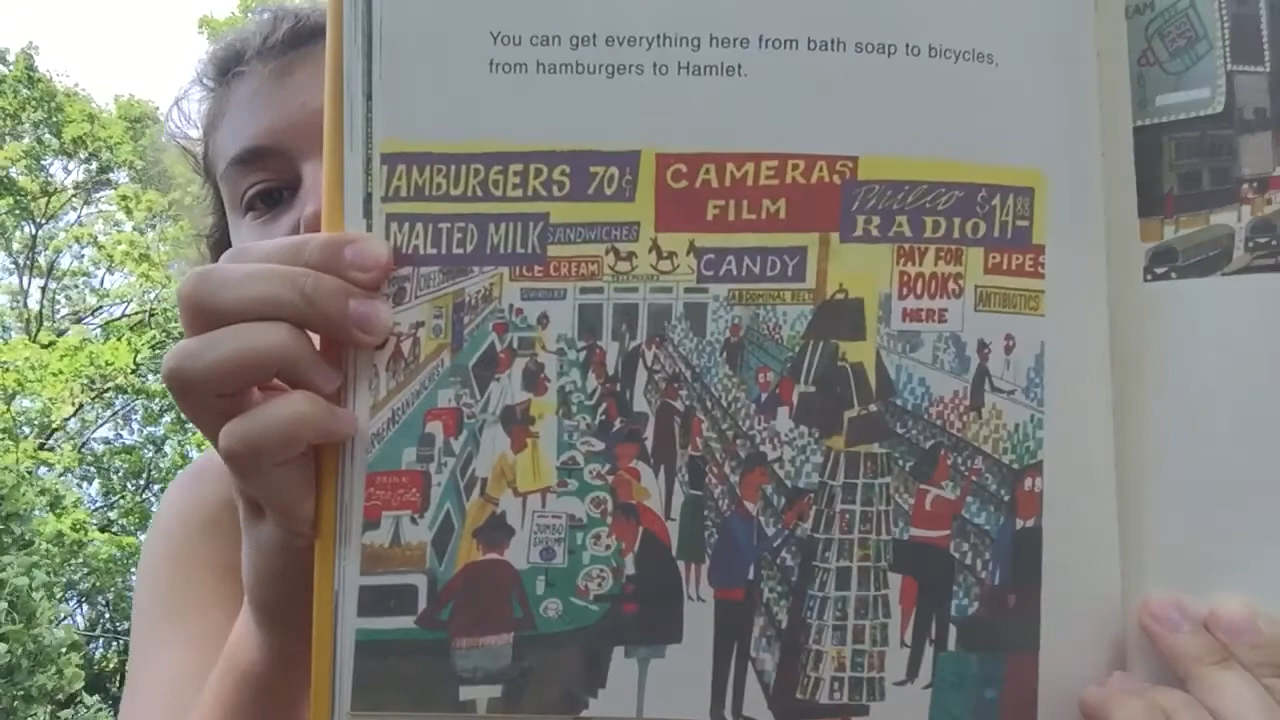 You can get everything here from bath soap to bicycles,
from hamburgers to Hamlet.
HAMBURGERS 70¢
CAMERAS
FILM
Philco $14.88
RADIO
MALTED MILK
SANDWICHES
ICE CREAM
TELEPHONES
CANDY
PAY FOR
BOOKS
HERE
PIPES
ABDOMINAL BELTS
ANTIBIOTICS
DRINK
Coca-Cola
JUMBO
SHRIMP